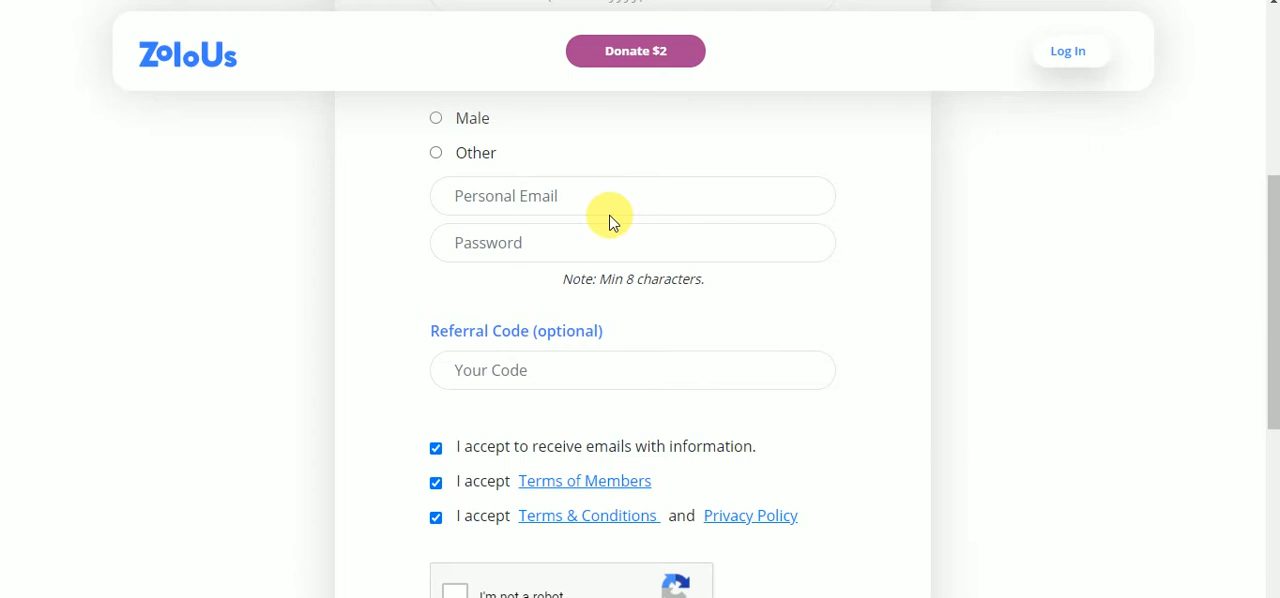 ZoloUs
Donate $2
Log In
Male
Other
Personal Email
Password
Note: Min 8 characters.
Referral Code (optional)
Your Code
I accept to receive emails with information.
I accept Terms of Members
I accept Terms & Conditions and Privacy Policy
I'm not a robot